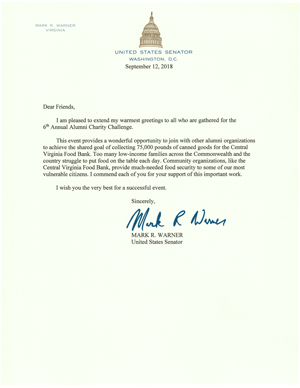 MARK R. WARNER
VIRGINIA
UNITED STATES SENATOR
WASHINGTON, D.C.
September 12, 2018
Dear Friends,
I am pleased to extend my warmest greetings to all who are gathered for the
6th Annual Alumni Charity Challenge.
This event provides a wonderful opportunity to join with other alumni organizations
to achieve the shared goal of collecting 75,000 pounds of canned goods for the Central
Virginia Food Bank. Too many low-income families across the Commonwealth and the
country struggle to put food on the table each day. Community organizations, like the
Central Virginia Food Bank, provide much-needed food security to some of our most
vulnerable citizens. I commend each of you for your support of this important work.
I wish you the very best for a successful event.
Sincerely,
Mark R Warner
MARK R. WARNER
United States Senator